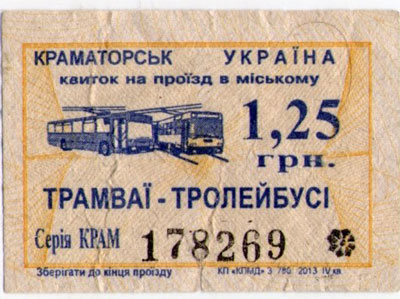 КРАМАТОРСЬК УКРАЇНА
квиток на проїзд в міському
1,25
грн.
ТРАМВАЇ - ТРОЛЕЙБУСІ
Серія КРАМ 178269
Зберігати до кінця проїзду КП «КПМД» З 780 2013 IV кв